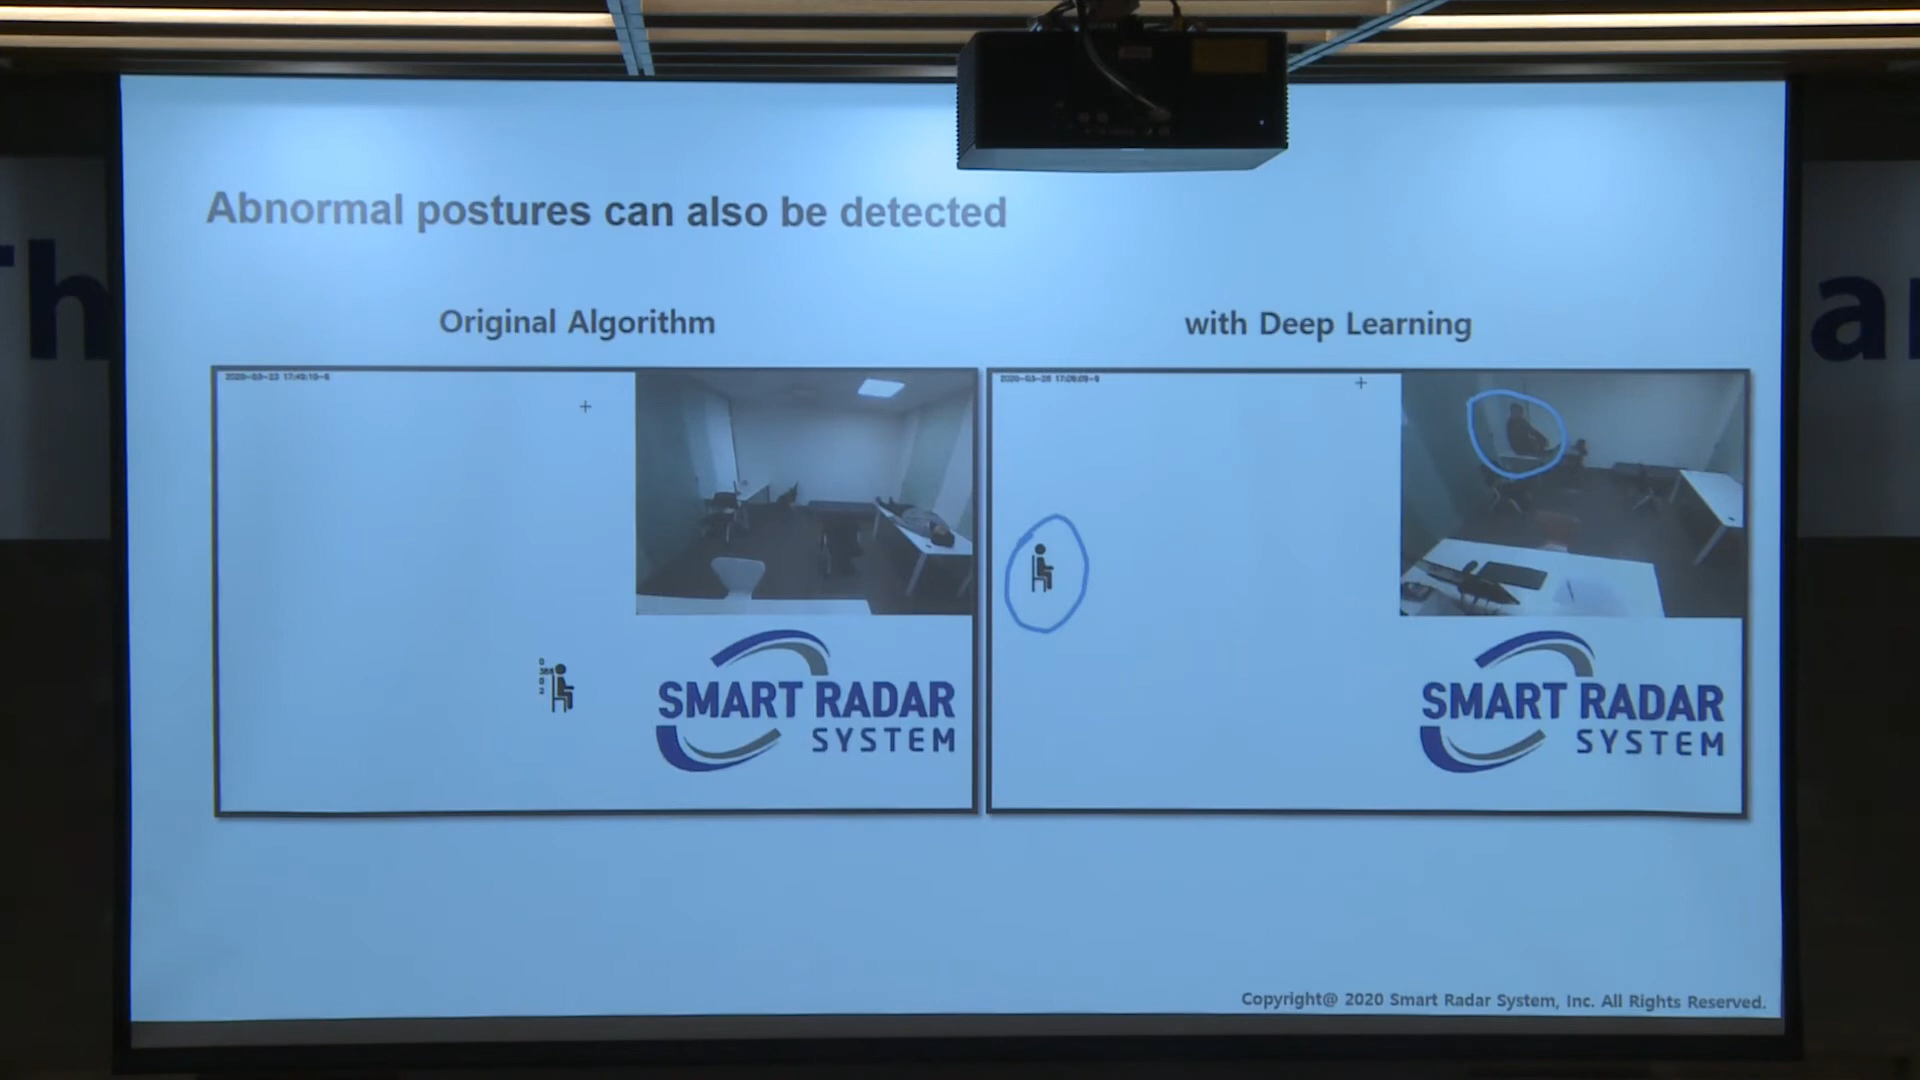 Abnormal postures can also be detected
Original Algorithm
with Deep Learning
SMART RADAR
SYSTEM
SMART RADAR
SYSTEM
Copyright@ 2020 Smart Radar System, Inc. All Rights Reserved.
Th
a